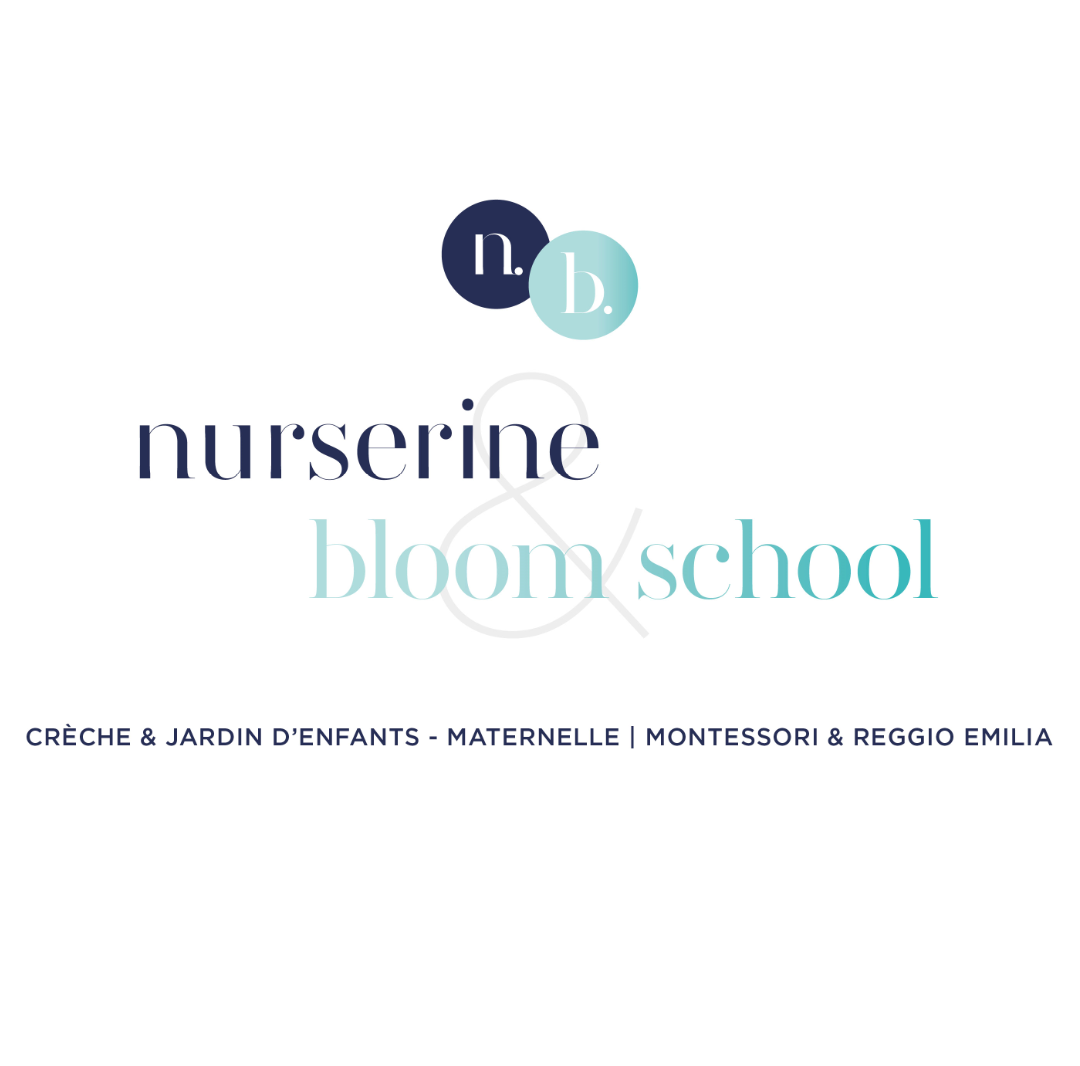 n.
b.
nurserine
&
bloom school
CRÈCHE & JARDIN D’ENFANTS - MATERNELLE | MONTESSORI & REGGIO EMILIA